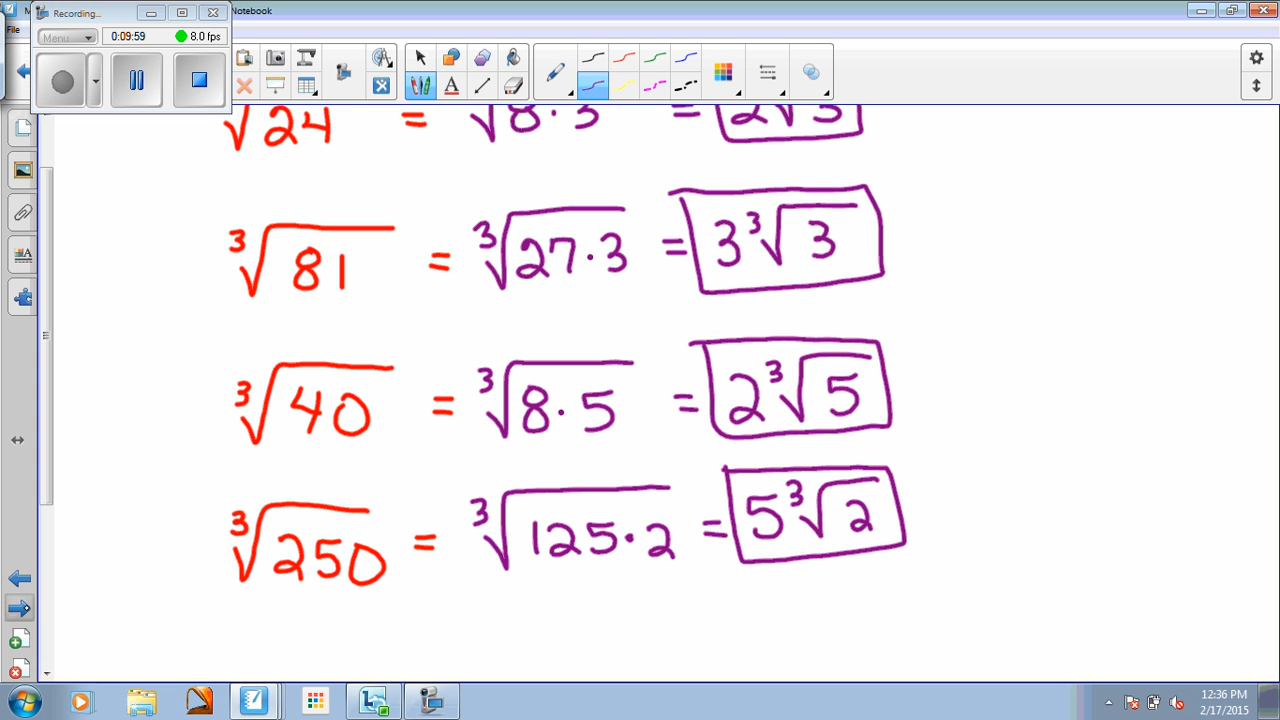 Recording...
Notebook
File
Menu 0:09:59 8.0 fps
√24 = √8·3 = 2√3
∛81 = ∛27·3 = 3∛3
∛40 = ∛8·5 = 2∛5
∛250 = ∛125·2 = 5∛2
12:36 PM
2/17/2015